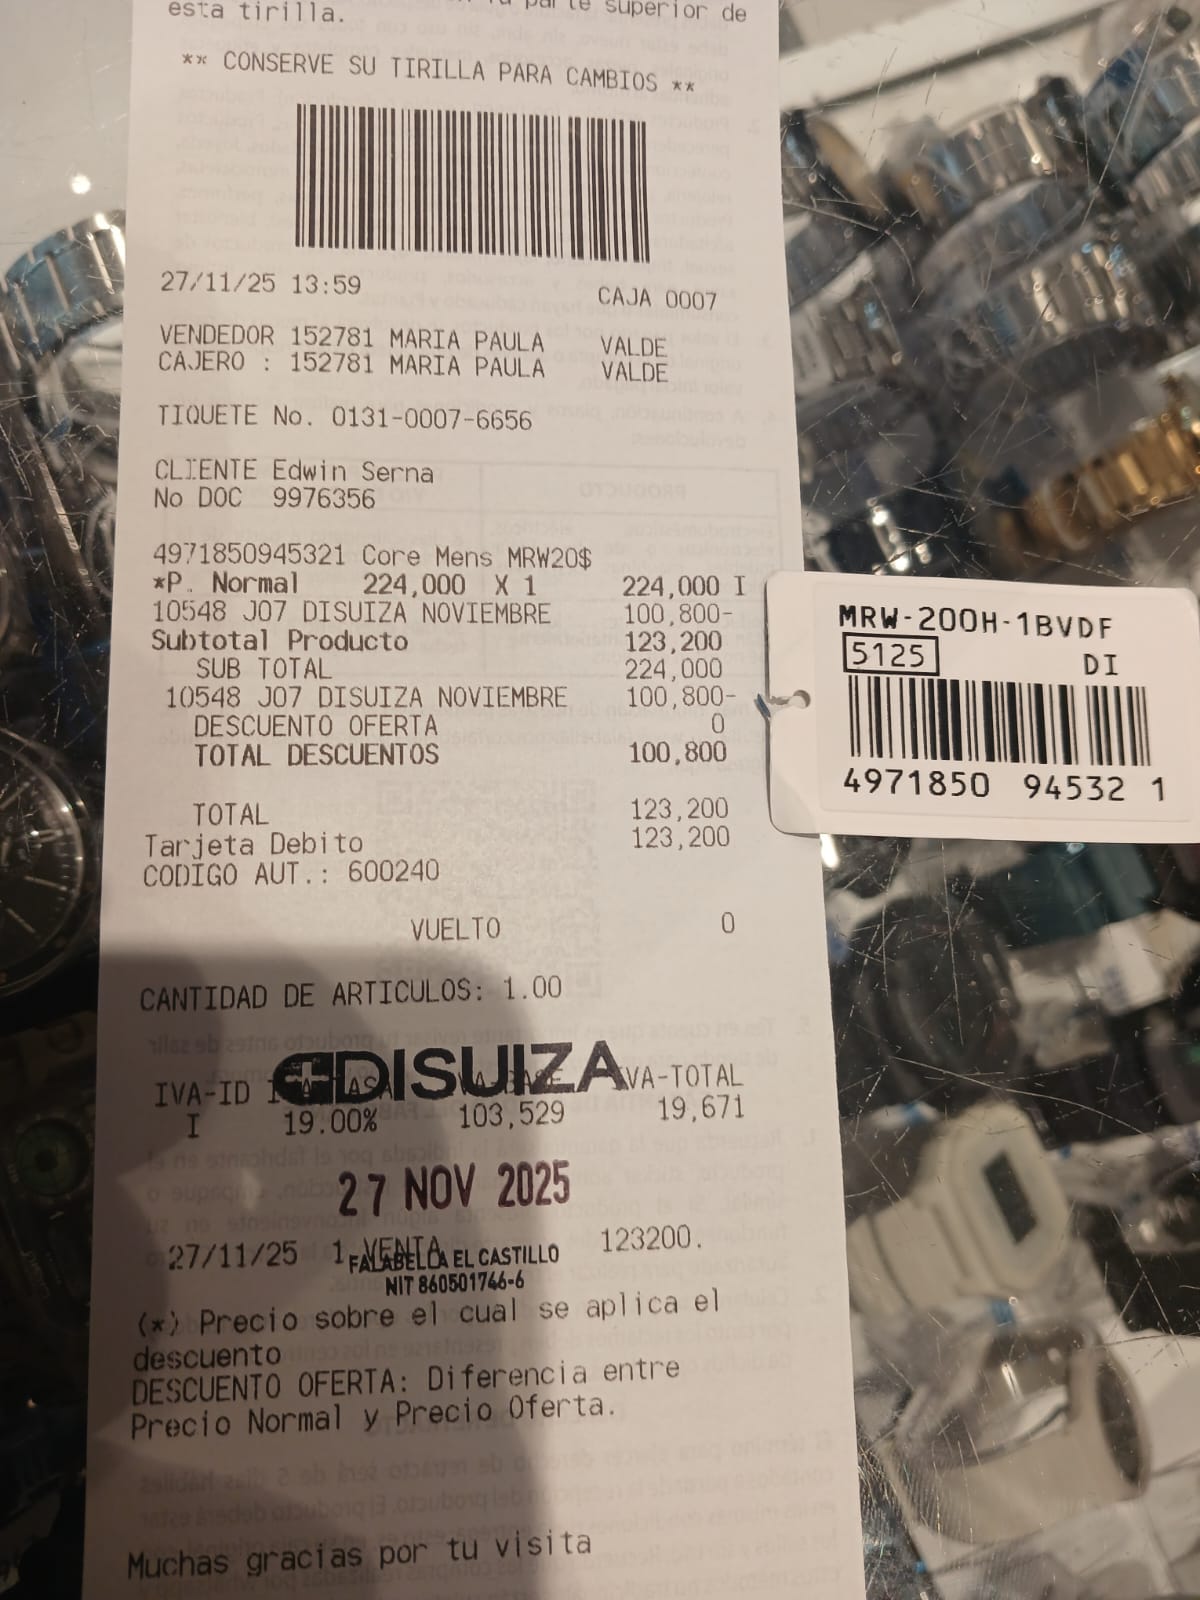 esta tirilla.
parte superior de
** CONSERVE SU TIRILLA PARA CAMBIOS **
27/11/25 13:59 CAJA 0007
VENDEDOR 152781 MARIA PAULA VALDE
CAJERO : 152781 MARIA PAULA VALDE
TIQUETE No. 0131-0007-6656
CLIENTE Edwin Serna
No DOC 9976356
4971850945321 Core Mens MRW20$
*P. Normal 224,000 X 1 224,000 I
10548 J07 DISUIZA NOVIEMBRE 100,800-
Subtotal Producto 123,200
SUB TOTAL 224,000
10548 J07 DISUIZA NOVIEMBRE 100,800-
DESCUENTO OFERTA 0
TOTAL DESCUENTOS 100,800
TOTAL 123,200
Tarjeta Debito 123,200
CODIGO AUT.: 600240
VUELTO 0
CANTIDAD DE ARTICULOS: 1.00
DISUIZA
IVA-ID IVA-TOTAL
I 19.00% 103,529 19,671
27 NOV 2025
27/11/25 1 VENTA 123200.
FALABELLA EL CASTILLO
NIT 860501746-6
(*) Precio sobre el cual se aplica el
descuento
DESCUENTO OFERTA: Diferencia entre
Precio Normal y Precio Oferta.
Muchas gracias por tu visita
MRW-200H-1BVDF
5125 DI
4971850 94532 1